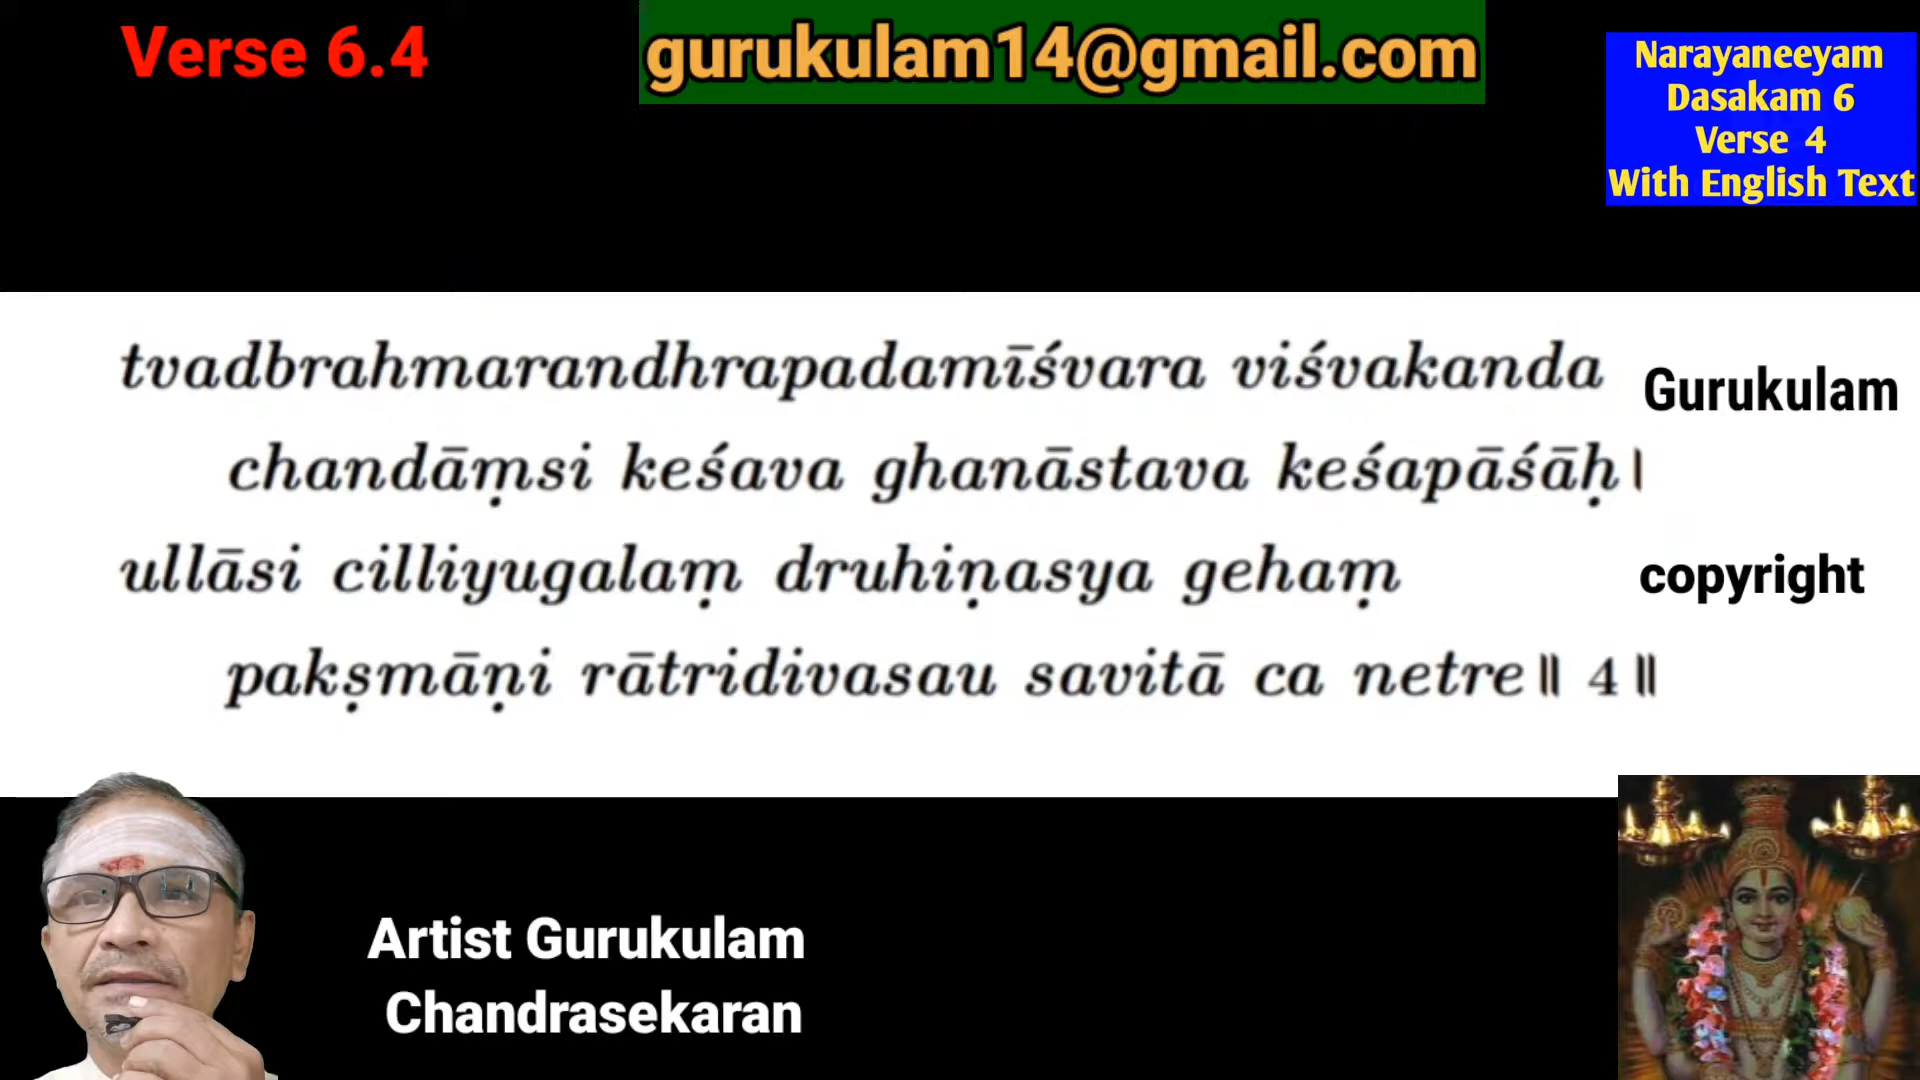 Verse 6.4
gurukulam14@gmail.com
Narayaneeyam
Dasakam 6
Verse 4
With English Text
tvadbrahmarandhrapadamīśvara viśvakanda
chandāṃsi keśava ghanāstava keśapāśāḥ |
ullāsi cilliyugalaṃ druhiṇasya gehaṃ
pakṣmāṇi rātridivasau savitā ca netre || 4 ||
Gurukulam
copyright
Artist Gurukulam
Chandrasekaran